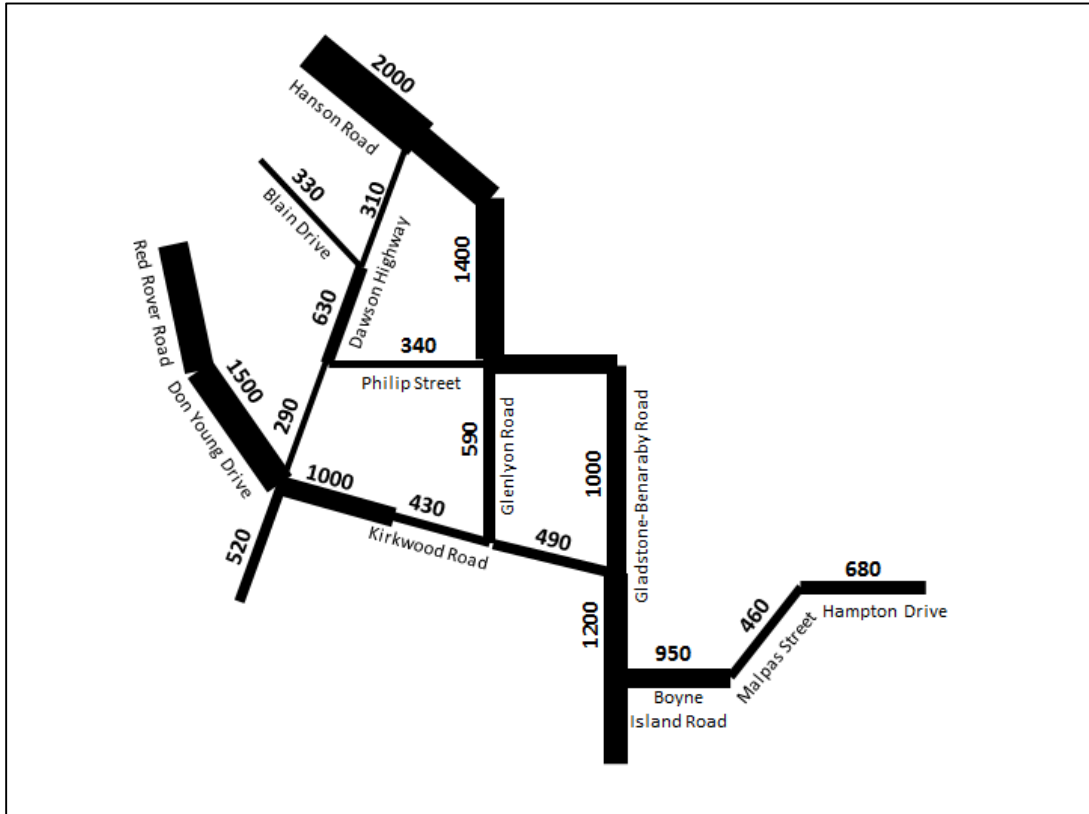 2000
Hanson Road
330
Blain Drive
310
Dawson Highway
1400
Red Rover Road
630
340
Philip Street
1500
Don Young Drive
290
590
Glenlyon Road
1000
Gladstone-Benaraby Road
1000
430
Kirkwood Road
490
520
1200
680
Hampton Drive
460
Malpas Street
950
Boyne
Island Road